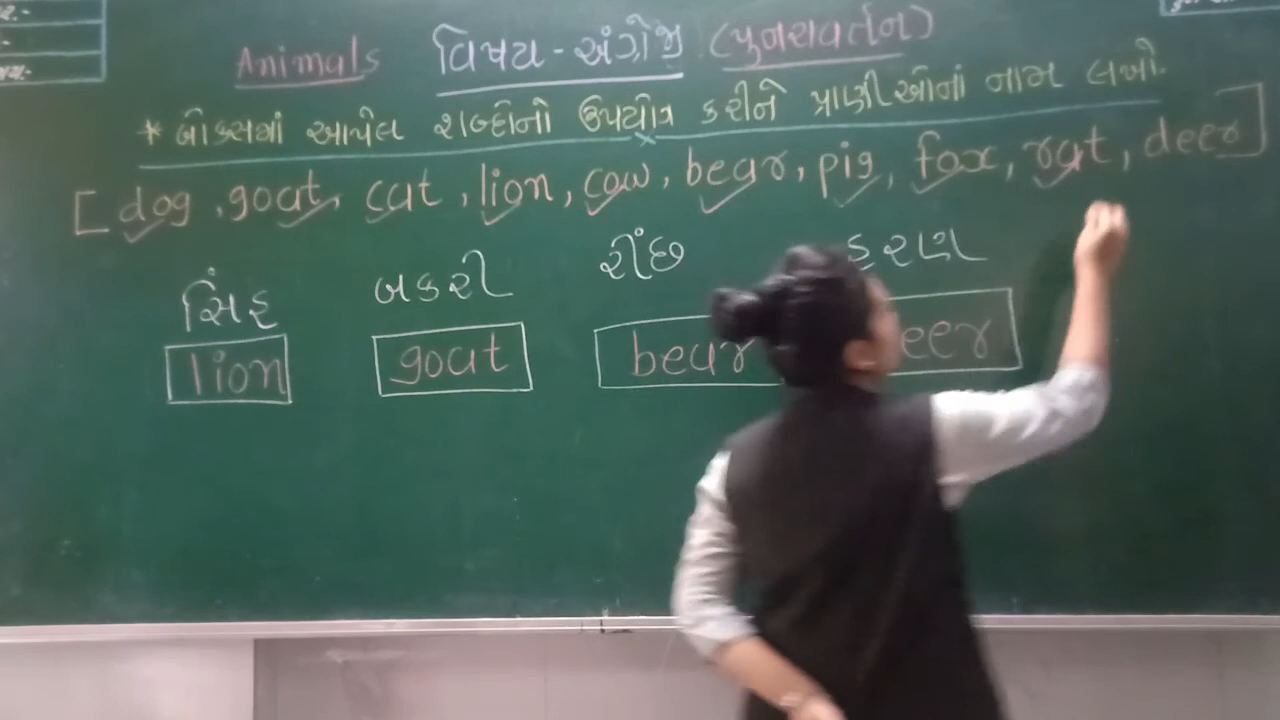 Animals વિષય - અંગ્રેજી (પુનરાવર્તન)
* બોક્સમાં આપેલ શબ્દોનો ઉપયોગ કરીને પ્રાણીઓનાં નામ લખો.
[ dog , goat , cat , lion , cow , bear , pig , fox , rat , deer ]
સિંહ બકરી રીંછ
lion goat bear